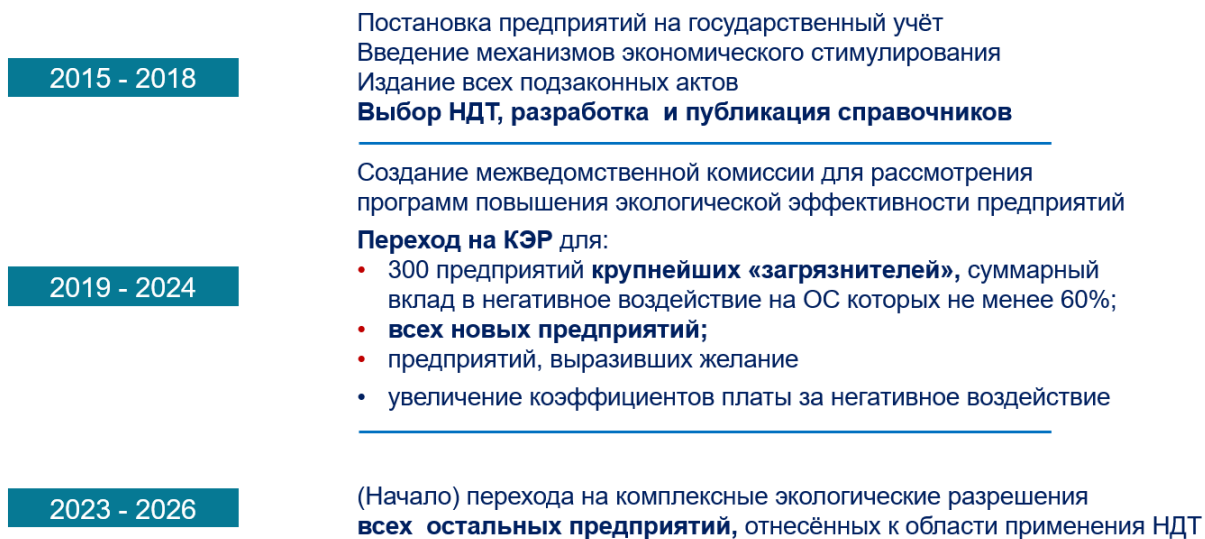 Постановка предприятий на государственный учёт
Введение механизмов экономического стимулирования
2015 - 2018
Издание всех подзаконных актов
Выбор НДТ, разработка и публикация справочников
Создание межведомственной комиссии для рассмотрения
программ повышения экологической эффективности предприятий
Переход на КЭР для:
2019 - 2024
• 300 предприятий крупнейших «загрязнителей», суммарный
вклад в негативное воздействие на ОС которых не менее 60%;
• всех новых предприятий;
• предприятий, выразивших желание
• увеличение коэффициентов платы за негативное воздействие
2023 - 2026
(Начало) перехода на комплексные экологические разрешения
всех остальных предприятий, отнесённых к области применения НДТ